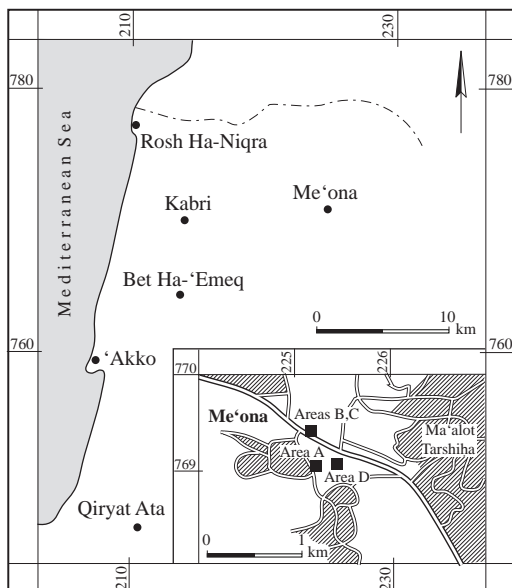 210
230
780
780
Mediterranean Sea
Rosh Ha-Niqra
Kabri
Me‘ona
Bet Ha-‘Emeq
0
10
km
760
760
‘Akko
225
226
770
Me‘ona
Areas B,C
Ma‘alot
Tarshiha
Area A
769
Area D
Qiryat Ata
0
1
km
210
230